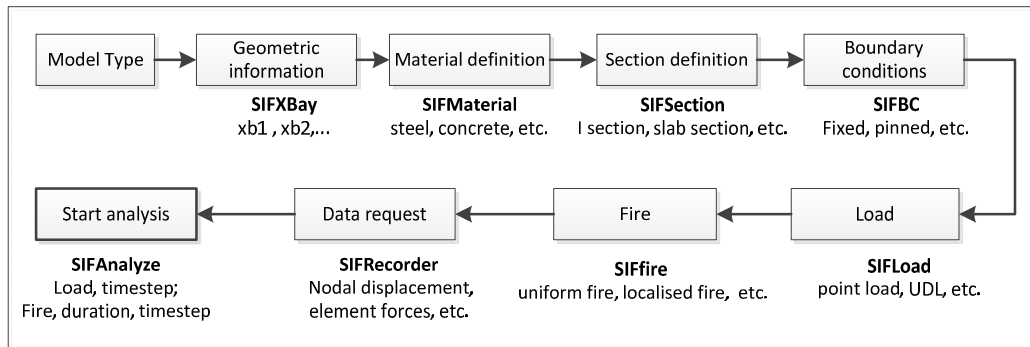 Model Type
Geometric
information
SIFXBay
xb1 , xb2,...
Material definition
SIFMaterial
steel, concrete, etc.
Section definition
SIFSection
I section, slab section, etc.
Boundary
conditions
SIFBC
Fixed, pinned, etc.
Load
SIFLoad
point load, UDL, etc.
Fire
SIFfire
uniform fire, localised fire, etc.
Data request
SIFRecorder
Nodal displacement,
element forces, etc.
Start analysis
SIFAnalyze
Load, timestep;
Fire, duration, timestep